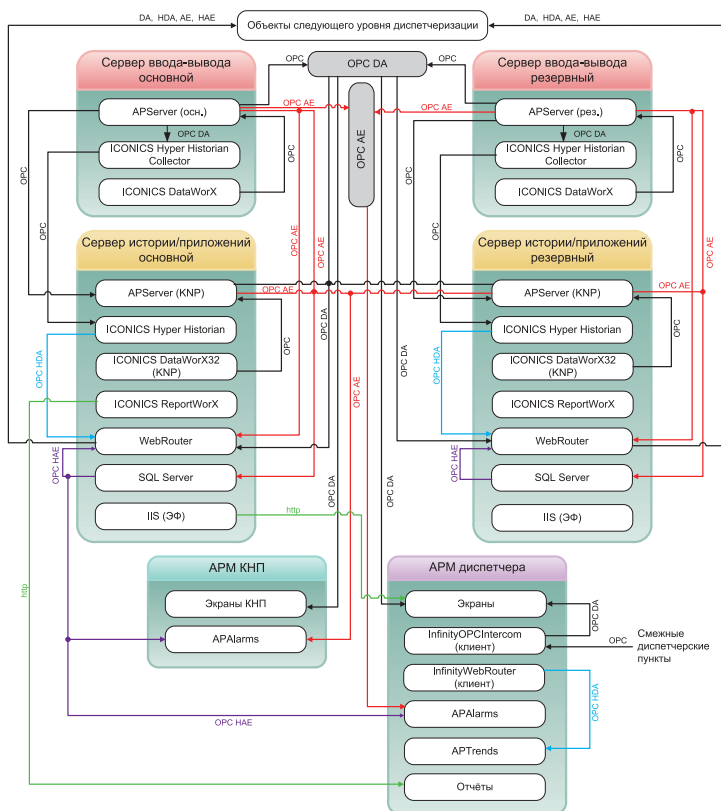 DA, HDA, AE, HAE
Объекты следующего уровня диспетчеризации
DA, HDA, AE, HAE
Сервер ввода-вывода
основной
OPC
OPC DA
OPC
Сервер ввода-вывода
резервный
OPC AE
OPC AE
OPC AE
APServer (осн.)
OPC DA
ICONICS Hyper Historian
Collector
ICONICS DataWorX
OPC
OPC
OPC
APServer (рез.)
OPC DA
ICONICS Hyper Historian
Collector
ICONICS DataWorX
OPC
OPC
OPC
OPC AE
OPC AE
OPC AE
Сервер истории/приложений
основной
APServer (KNP)
OPC AE
ICONICS Hyper Historian
ICONICS DataWorX32
(KNP)
OPC
ICONICS ReportWorX
WebRouter
SQL Server
IIS (ЭФ)
OPC HDA
OPC HAE
OPC DA
OPC AE
OPC DA
Сервер истории/приложений
резервный
APServer (KNP)
OPC AE
ICONICS Hyper Historian
ICONICS DataWorX32
(KNP)
OPC
ICONICS ReportWorX
WebRouter
SQL Server
IIS (ЭФ)
OPC HDA
OPC HAE
OPC DA
OPC DA
http
http
АРМ КНП
Экраны КНП
APAlarms
OPC HAE
АРМ диспетчера
Экраны
OPC DA
InfinityOPCIntercom
(клиент)
OPC
Смежные
диспетчерские
пункты
InfinityWebRouter
(клиент)
OPC HDA
APAlarms
APTrends
Отчёты